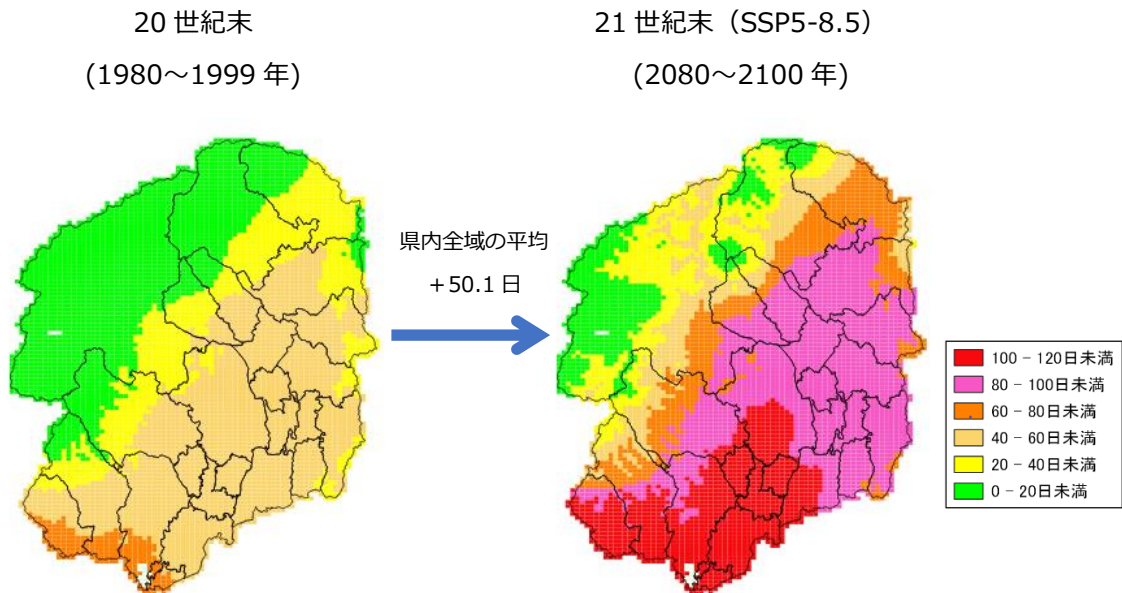 20 世紀末
(1980～1999 年)
21 世紀末（SSP5-8.5）
(2080～2100 年)
県内全域の平均
＋50.1 日
100 – 120日未満
80 – 100日未満
60 – 80日未満
40 – 60日未満
20 – 40日未満
0 – 20日未満